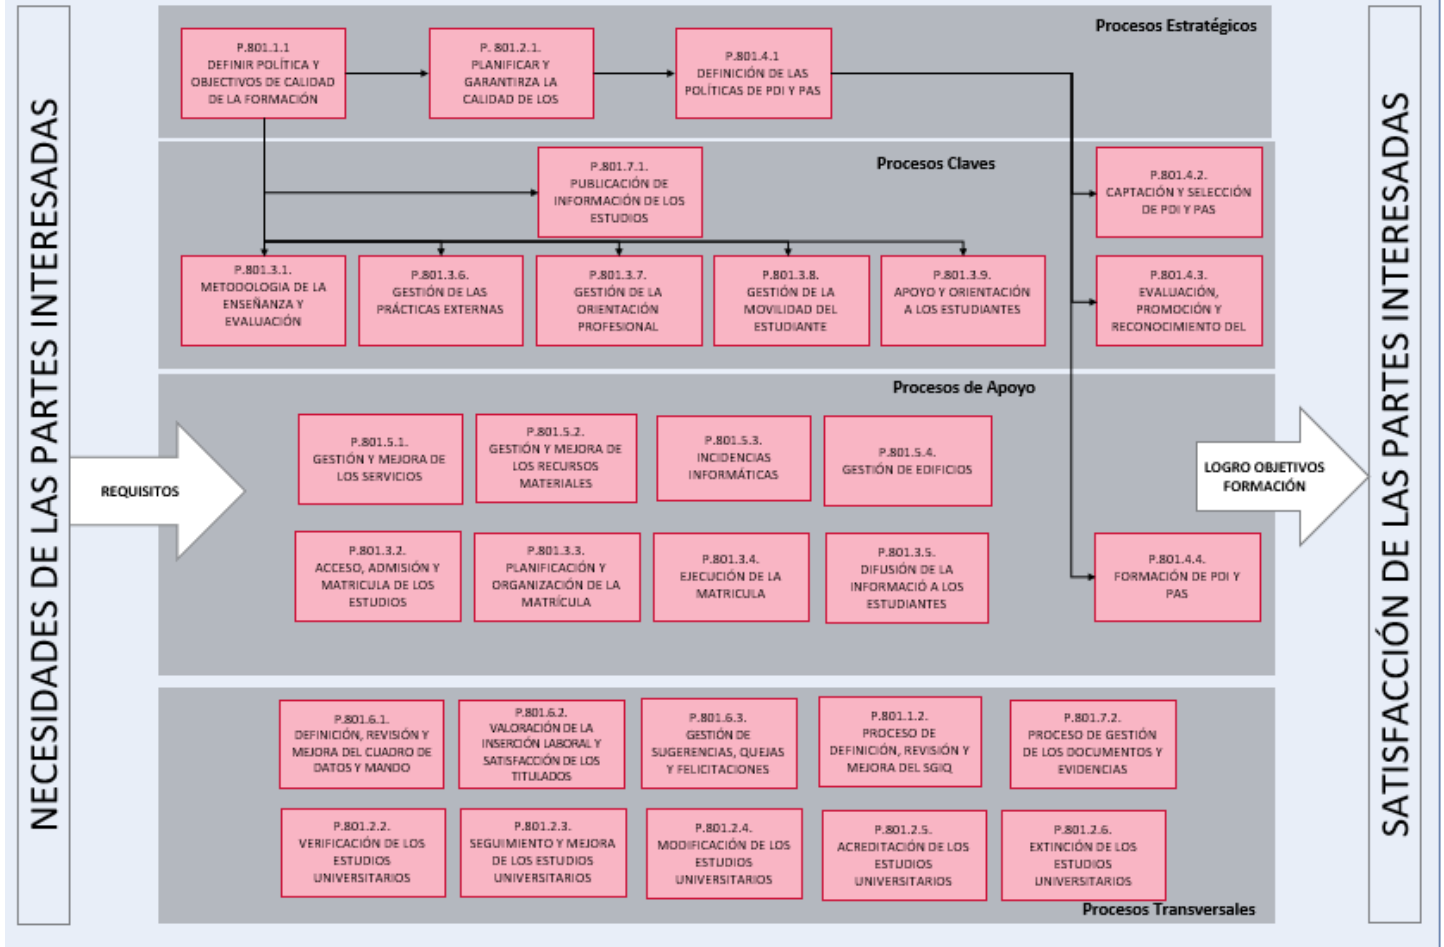 NECESIDADES DE LAS PARTES INTERESADAS
Procesos Estratégicos
P.801.1.1
DEFINIR POLÍTICA Y
OBJECTIVOS DE CALIDAD
DE LA FORMACIÓN
P. 801.2.1.
PLANIFICAR Y
GARANTIRZA LA
CALIDAD DE LOS
P.801.4.1
DEFINICIÓN DE LAS
POLÍTICAS DE PDI Y PAS
Procesos Claves
P.801.7.1.
PUBLICACIÓN DE
INFORMACIÓN DE LOS
ESTUDIOS
P.801.4.2.
CAPTACIÓN Y SELECCIÓN
DE PDI Y PAS
P.801.3.1.
METODOLOGIA DE LA
ENSEÑANZA Y
EVALUACIÓN
P.801.3.6.
GESTIÓN DE LAS
PRÁCTICAS EXTERNAS
P.801.3.7.
GESTIÓN DE LA
ORIENTACIÓN
PROFESIONAL
P.801.3.8.
GESTIÓN DE LA
MOVILIDAD DEL
ESTUDIANTE
P.801.3.9.
APOYO Y ORIENTACIÓN
A LOS ESTUDIANTES
P.801.4.3.
EVALUACIÓN,
PROMOCIÓN Y
RECONOCIMIENTO DEL
Procesos de Apoyo
REQUISITOS
P.801.5.1.
GESTIÓN Y MEJORA DE
LOS SERVICIOS
P.801.5.2.
GESTIÓN Y MEJORA DE
LOS RECURSOS
MATERIALES
P.801.5.3.
INCIDENCIAS
INFORMÁTICAS
P.801.5.4.
GESTIÓN DE EDIFICIOS
LOGRO OBJETIVOS
FORMACIÓN
P.801.3.2.
ACCESO, ADMISIÓN Y
MATRICULA DE LOS
ESTUDIOS
P.801.3.3.
PLANIFICACIÓN Y
ORGANIZACIÓN DE LA
MATRÍCULA
P.801.3.4.
EJECUCIÓN DE LA
MATRICULA
P.801.3.5.
DIFUSIÓN DE LA
INFORMACIÓ A LOS
ESTUDIANTES
P.801.4.4.
FORMACIÓN DE PDI Y
PAS
P.801.6.1.
DEFINICIÓN, REVISIÓN Y
MEJORA DEL CUADRO DE
DATOS Y MANDO
P.801.6.2.
VALORACIÓN DE LA
INSERCIÓN LABORAL Y
SATISFACCIÓN DE LOS
TITULADOS
P.801.6.3.
GESTIÓN DE
SUGERENCIAS, QUEJAS
Y FELICITACIONES
P.801.1.2.
PROCESO DE
DEFINICIÓN, REVISIÓN Y
MEJORA DEL SGIQ
P.801.7.2.
PROCESO DE GESTIÓN
DE LOS DOCUMENTOS Y
EVIDENCIAS
P.801.2.2.
VERIFICACIÓN DE LOS
ESTUDIOS
UNIVERSITARIOS
P.801.2.3.
SEGUIMIENTO Y MEJORA
DE LOS ESTUDIOS
UNIVERSITARIOS
P.801.2.4.
MODIFICACIÓN DE LOS
ESTUDIOS
UNIVERSITARIOS
P.801.2.5.
ACREDITACIÓN DE LOS
ESTUDIOS
UNIVERSITARIOS
P.801.2.6.
EXTINCIÓN DE LOS
ESTUDIOS
UNIVERSITARIOS
Procesos Transversales
SATISFACCIÓN DE LAS PARTES INTERESADAS